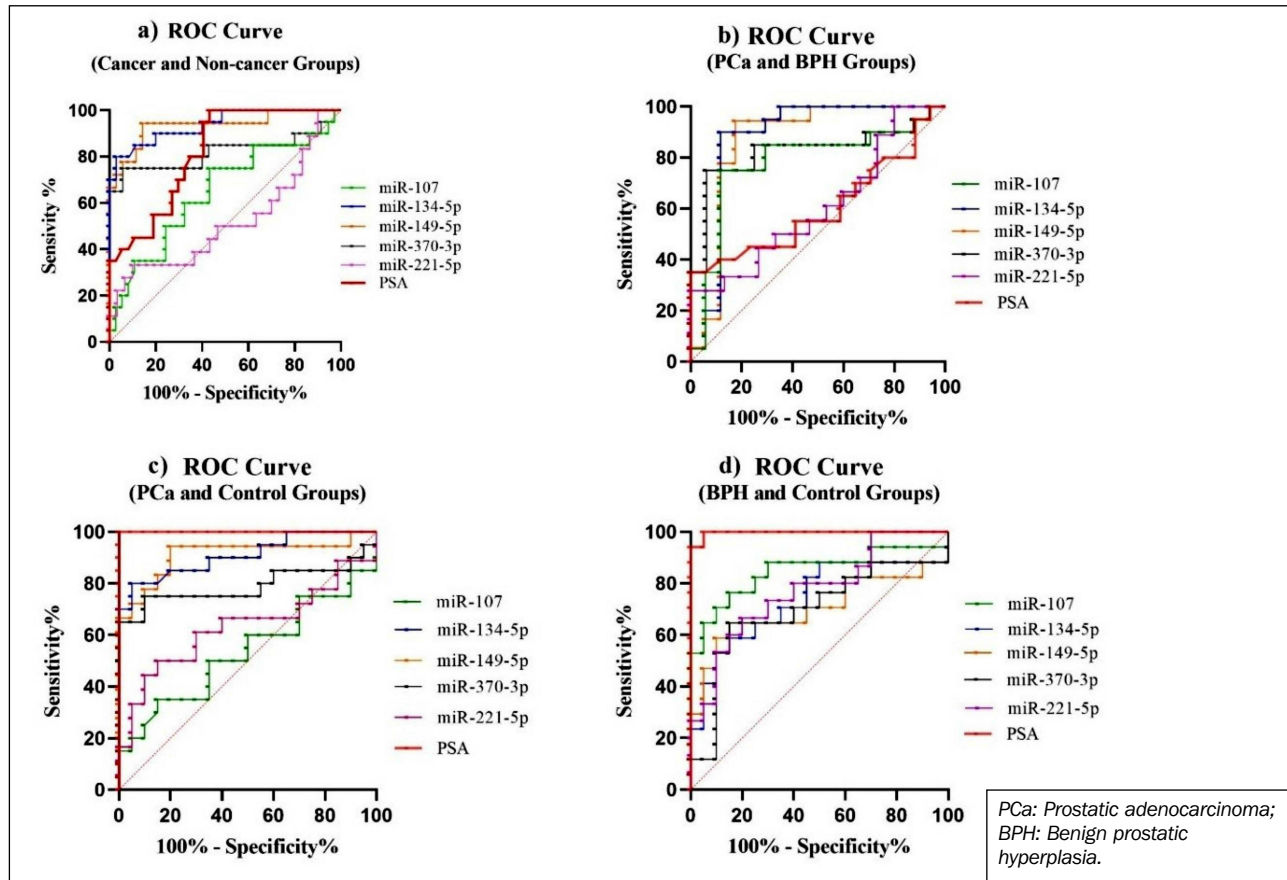 a) ROC Curve
(Cancer and Non-cancer Groups)
100
80
60
40
20
0
Sensivity %
0 20 40 60 80 100
100% - Specificity%
miR-107
miR-134-5p
miR-149-5p
miR-370-3p
miR-221-5p
PSA
b)
ROC Curve
(PCa and BPH Groups)
100
80
60
40
20
0
Sensitivity %
0 20 40 60 80 100
100% - Specificity%
miR-107
miR-134-5p
miR-149-5p
miR-370-3p
miR-221-5p
PSA
c) ROC Curve
(PCa and Control Groups)
100
80
60
40
20
0
Sensitivity%
0 20 40 60 80 100
100% - Specificity%
miR-107
miR-134-5p
miR-149-5p
miR-370-3p
miR-221-5p
PSA
d) ROC Curve
(BPH and Control Groups)
100
80
60
40
20
0
Sensitivity%
0 20 40 60 80 100
100% - Specificity%
miR-107
miR-134-5p
miR-149-5p
miR-370-3p
miR-221-5p
PSA
PCa: Prostatic adenocarcinoma;
BPH: Benign prostatic
hyperplasia.